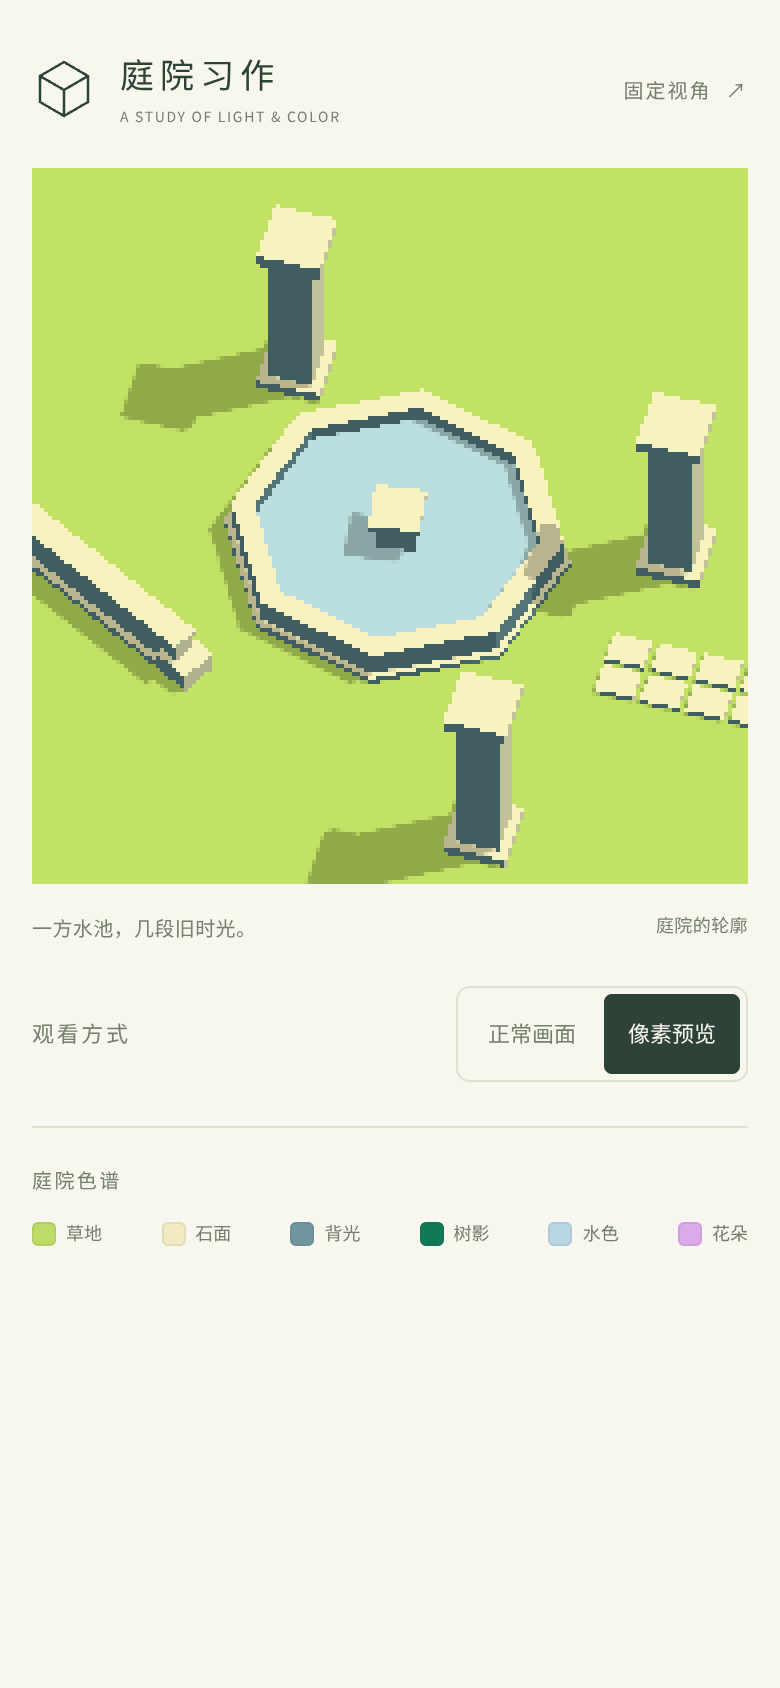 庭院习作
A STUDY OF LIGHT & COLOR
固定视角 ↗
一方水池，几段旧时光。
庭院的轮廓
观看方式
正常画面
像素预览
庭院色谱
草地
石面
背光
树影
水色
花朵